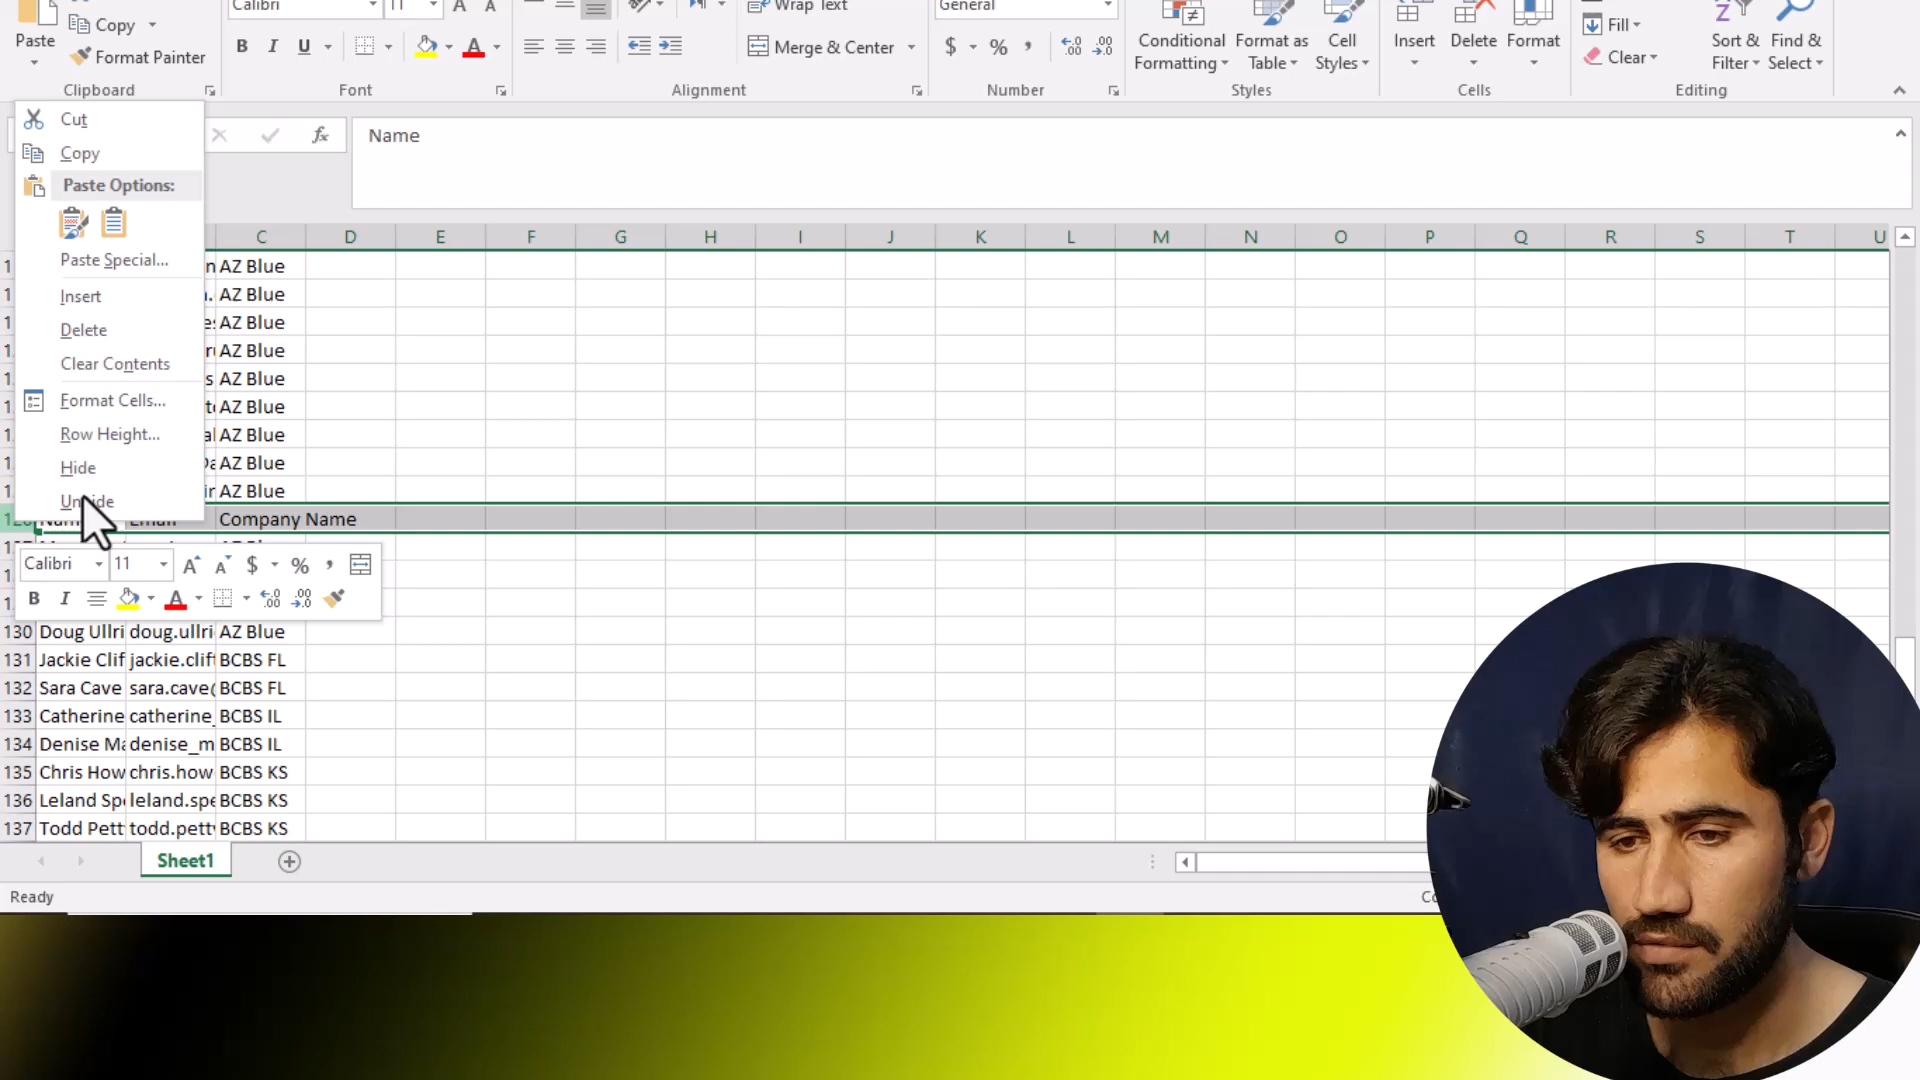 Calibri 11 Wrap Text General
Copy
Paste Format Painter B I U Merge & Center $ % , Conditional Formatting Format as Table Cell Styles Insert Delete Format Fill Clear Sort & Filter Find & Select
Clipboard Font Alignment Number Styles Cells Editing
Cut
Copy
Paste Options:
Paste Special...
Insert
Delete
Clear Contents
Format Cells...
Row Height...
Hide
fx Name
C D E F G H I J K L M N O P Q R S T U
AZ Blue
AZ Blue
AZ Blue
AZ Blue
AZ Blue
AZ Blue
AZ Blue
AZ Blue
AZ Blue
Company Name
Calibri 11 A A $ % ,
B I A
130 Doug Ullri doug.ullri AZ Blue
131 Jackie Clif jackie.clift BCBS FL
132 Sara Cave sara.cave@ BCBS FL
133 Catherine catherine_ BCBS IL
134 Denise Ma denise_m BCBS IL
135 Chris How chris.how BCBS KS
136 Leland Spe leland.spe BCBS KS
137 Todd Pett todd.petty BCBS KS
Sheet1
Ready